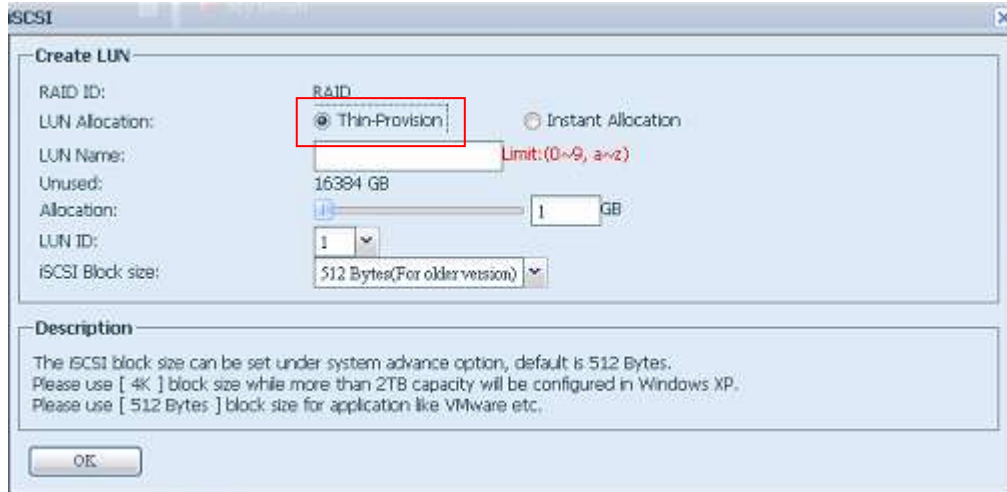 iSCSI
Create LUN
RAID ID: RAID
LUN Allocation: Thin-Provision Instant Allocation
LUN Name: Limit:(0~9, a~z)
Unused: 16384 GB
Allocation: 1 GB
LUN ID: 1
iSCSI Block size: 512 Bytes(For older version)
Description
The iSCSI block size can be set under system advance option, default is 512 Bytes.
Please use [ 4K ] block size while more than 2TB capacity will be configured in Windows XP.
Please use [ 512 Bytes ] block size for application like VMware etc.
OK